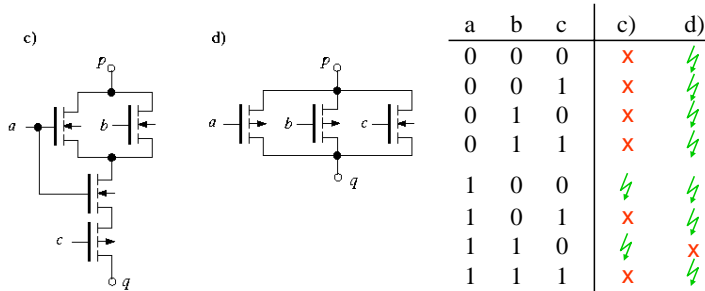 c)
d)
p
p
a
b
a
b
c
q
c
q
a b c c) d)
0 0 0 x
0 0 1 x
0 1 0 x
0 1 1 x
1 0 0
1 0 1 x
1 1 0 x
1 1 1 x